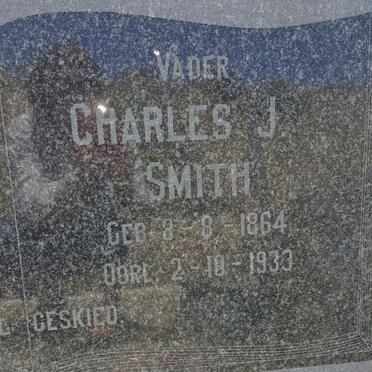 VADER
CHARLES J.
SMITH
GEB 8-8-1864
OORL. 2-10-1933
GESKIED